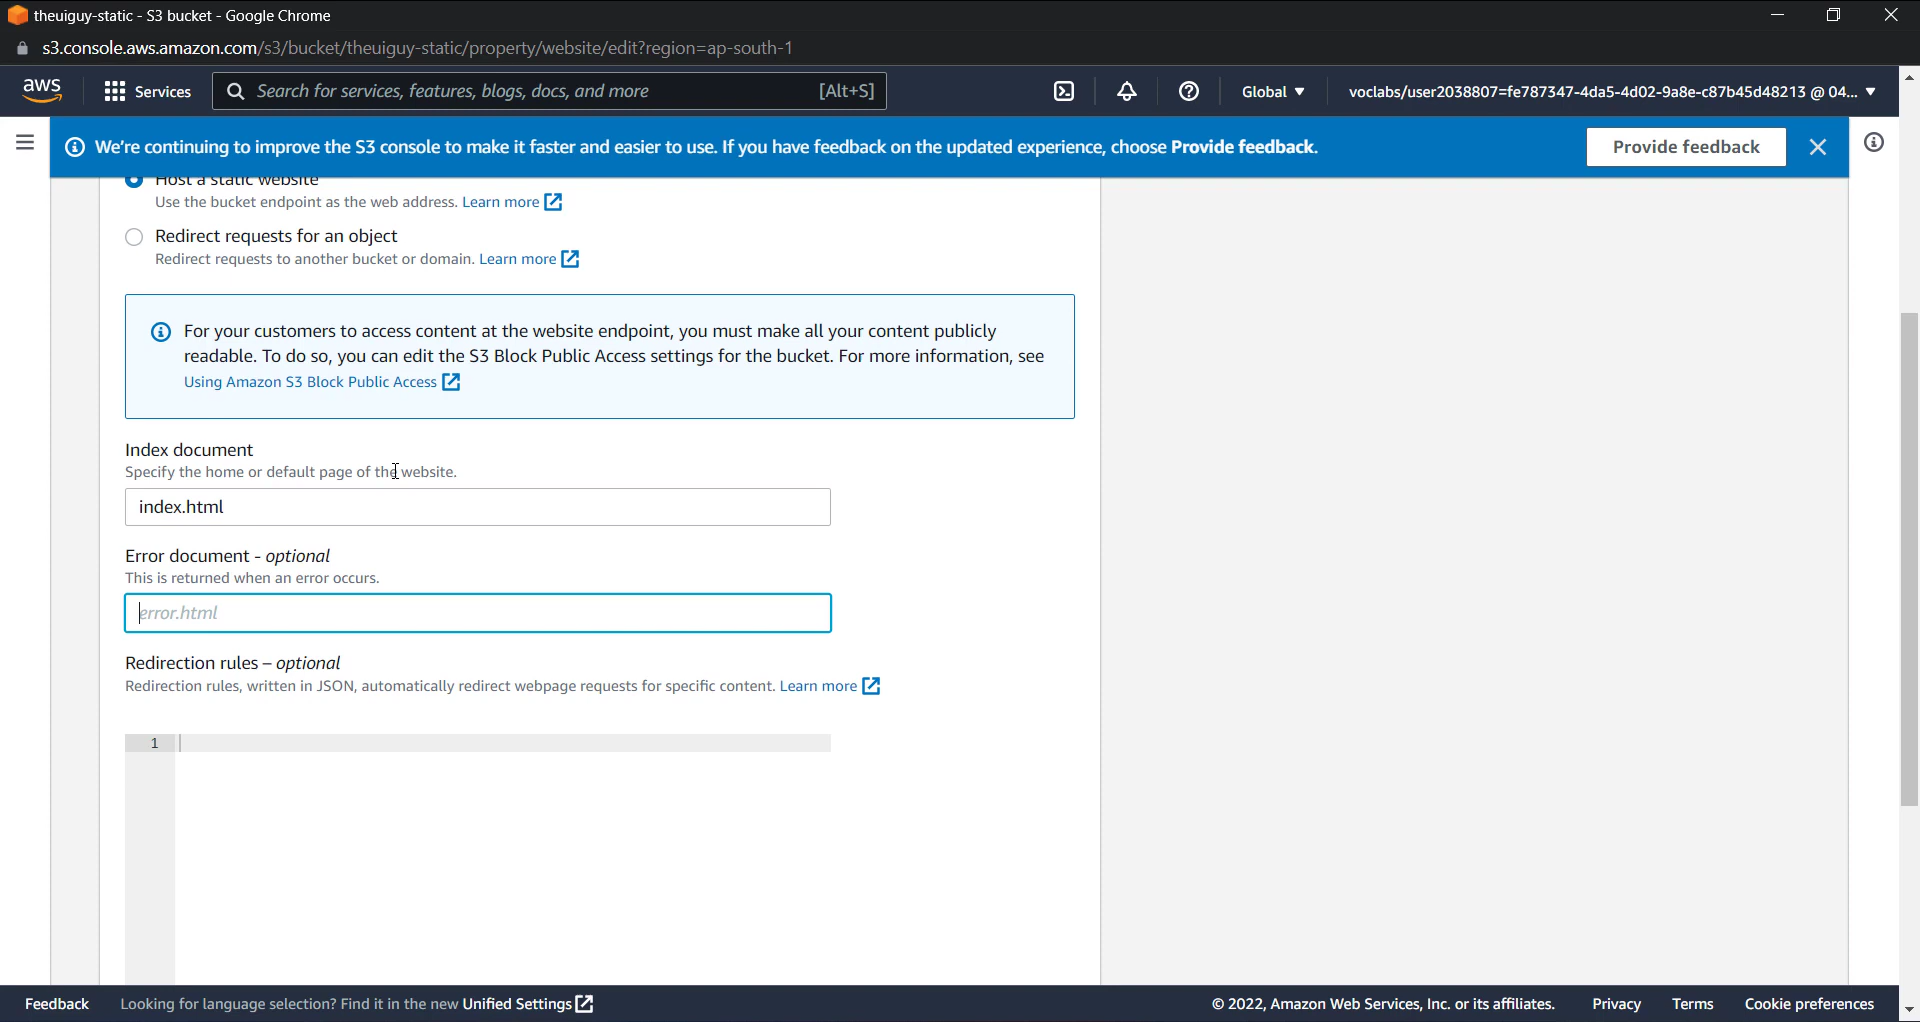 theuiguy-static - S3 bucket - Google Chrome
s3.console.aws.amazon.com/s3/bucket/theuiguy-static/property/website/edit?region=ap-south-1
aws
Services
Search for services, features, blogs, docs, and more
[Alt+S]
Global
voclabs/user2038807=fe787347-4da5-4d02-9a8e-c87b45d48213 @ 04...
We're continuing to improve the S3 console to make it faster and easier to use. If you have feedback on the updated experience, choose Provide feedback.
Provide feedback
Host a static website
Use the bucket endpoint as the web address. Learn more
Redirect requests for an object
Redirect requests to another bucket or domain. Learn more
For your customers to access content at the website endpoint, you must make all your content publicly
readable. To do so, you can edit the S3 Block Public Access settings for the bucket. For more information, see
Using Amazon S3 Block Public Access
Index document
Specify the home or default page of the website.
index.html
Error document - optional
This is returned when an error occurs.
error.html
Redirection rules – optional
Redirection rules, written in JSON, automatically redirect webpage requests for specific content. Learn more
1
Feedback
Looking for language selection? Find it in the new Unified Settings
© 2022, Amazon Web Services, Inc. or its affiliates.
Privacy
Terms
Cookie preferences